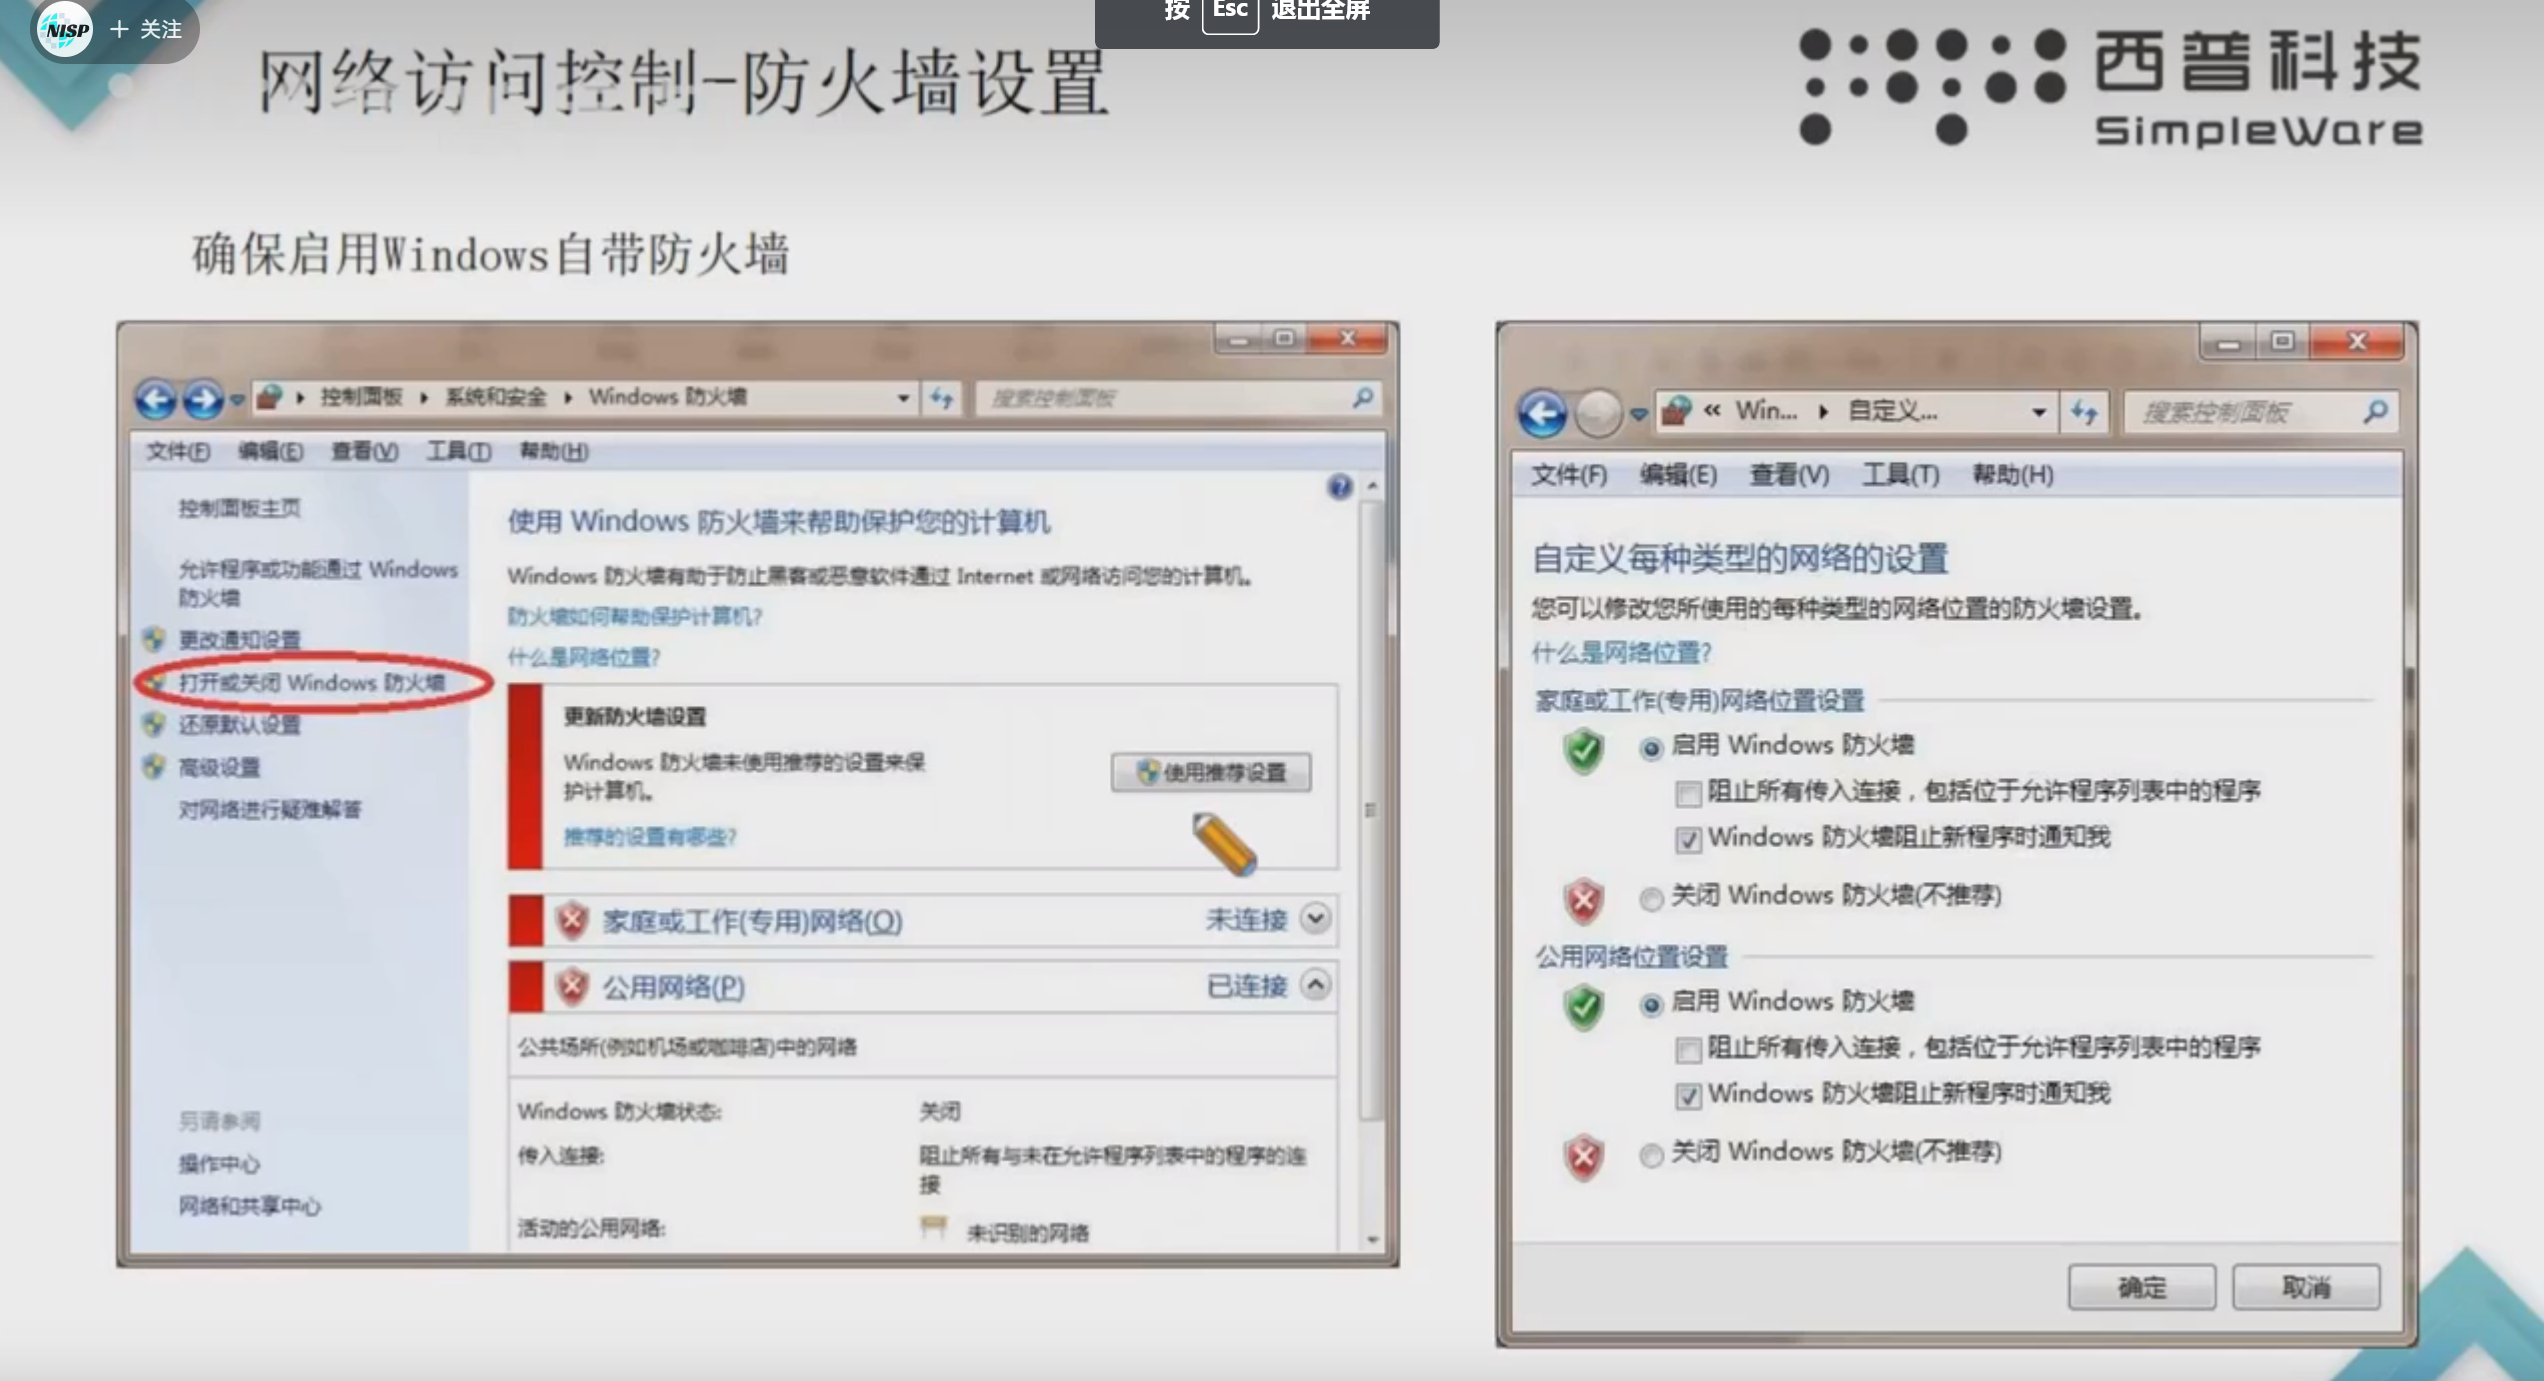 NISP
+ 关注
按 Esc 退出全屏
网络访问控制-防火墙设置
西普科技
SimpleWare
确保启用Windows自带防火墙
控制面板 系统和安全 Windows 防火墙
搜索控制面板
文件(F) 编辑(E) 查看(V) 工具(T) 帮助(H)
控制面板主页
允许程序或功能通过 Windows
防火墙
更改通知设置
打开或关闭 Windows 防火墙
还原默认设置
高级设置
对网络进行疑难解答
另请参阅
操作中心
网络和共享中心
使用 Windows 防火墙来帮助保护您的计算机
Windows 防火墙有助于防止黑客或恶意软件通过 Internet 或网络访问您的计算机。
防火墙如何帮助保护计算机?
什么是网络位置?
更新防火墙设置
Windows 防火墙未使用推荐的设置来保
护计算机。
使用推荐设置
推荐的设置有哪些?
家庭或工作(专用)网络(O) 未连接
公用网络(P) 已连接
公共场所(例如机场或咖啡店)中的网络
Windows 防火墙状态: 关闭
传入连接: 阻止所有与未在允许程序列表中的程序的连
接
活动的公用网络: 未识别的网络
« Win... 自定义...
搜索控制面板
文件(F) 编辑(E) 查看(V) 工具(T) 帮助(H)
自定义每种类型的网络的设置
您可以修改您所使用的每种类型的网络位置的防火墙设置。
什么是网络位置?
家庭或工作(专用)网络位置设置
启用 Windows 防火墙
阻止所有传入连接，包括位于允许程序列表中的程序
Windows 防火墙阻止新程序时通知我
关闭 Windows 防火墙(不推荐)
公用网络位置设置
启用 Windows 防火墙
阻止所有传入连接，包括位于允许程序列表中的程序
Windows 防火墙阻止新程序时通知我
关闭 Windows 防火墙(不推荐)
确定 取消